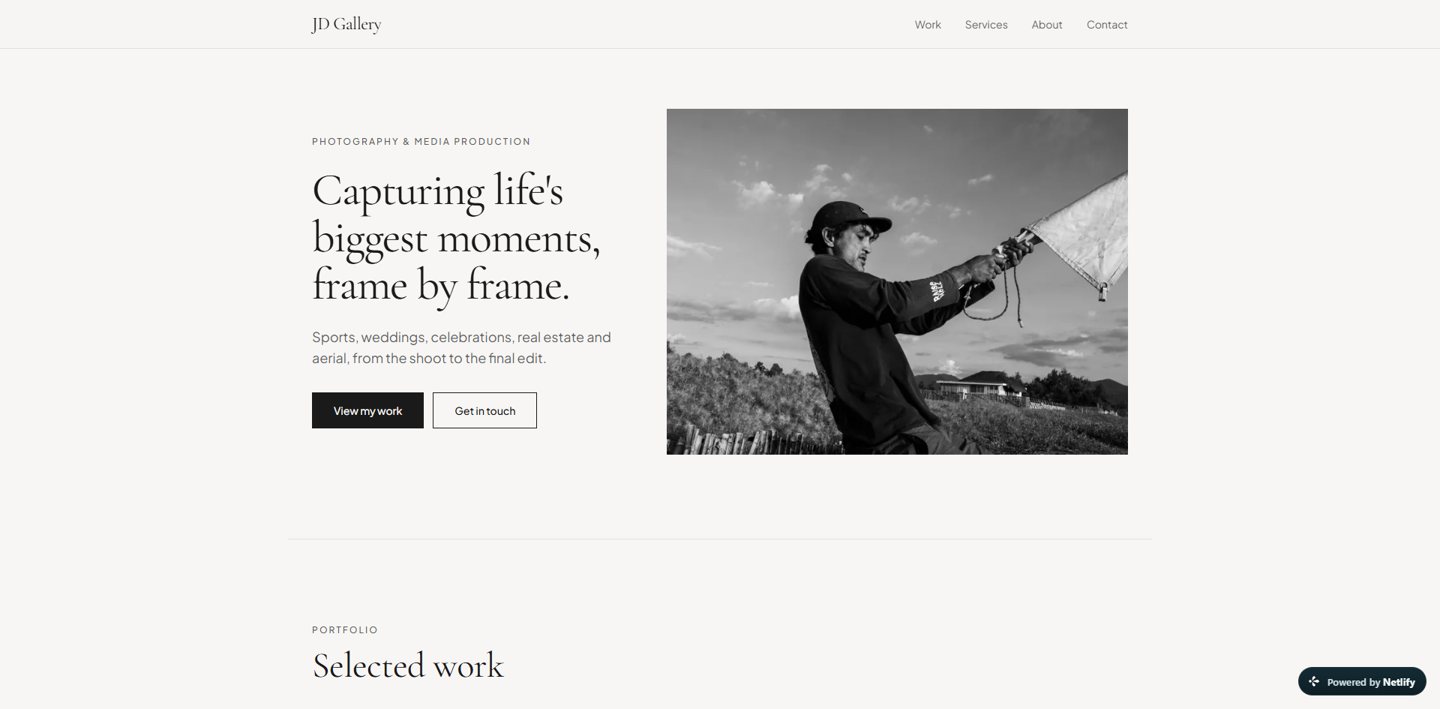 JD Gallery
Work Services About Contact
PHOTOGRAPHY & MEDIA PRODUCTION
Capturing life's
biggest moments,
frame by frame.
Sports, weddings, celebrations, real estate and
aerial, from the shoot to the final edit.
View my work
Get in touch
PORTFOLIO
Selected work
Powered by Netlify